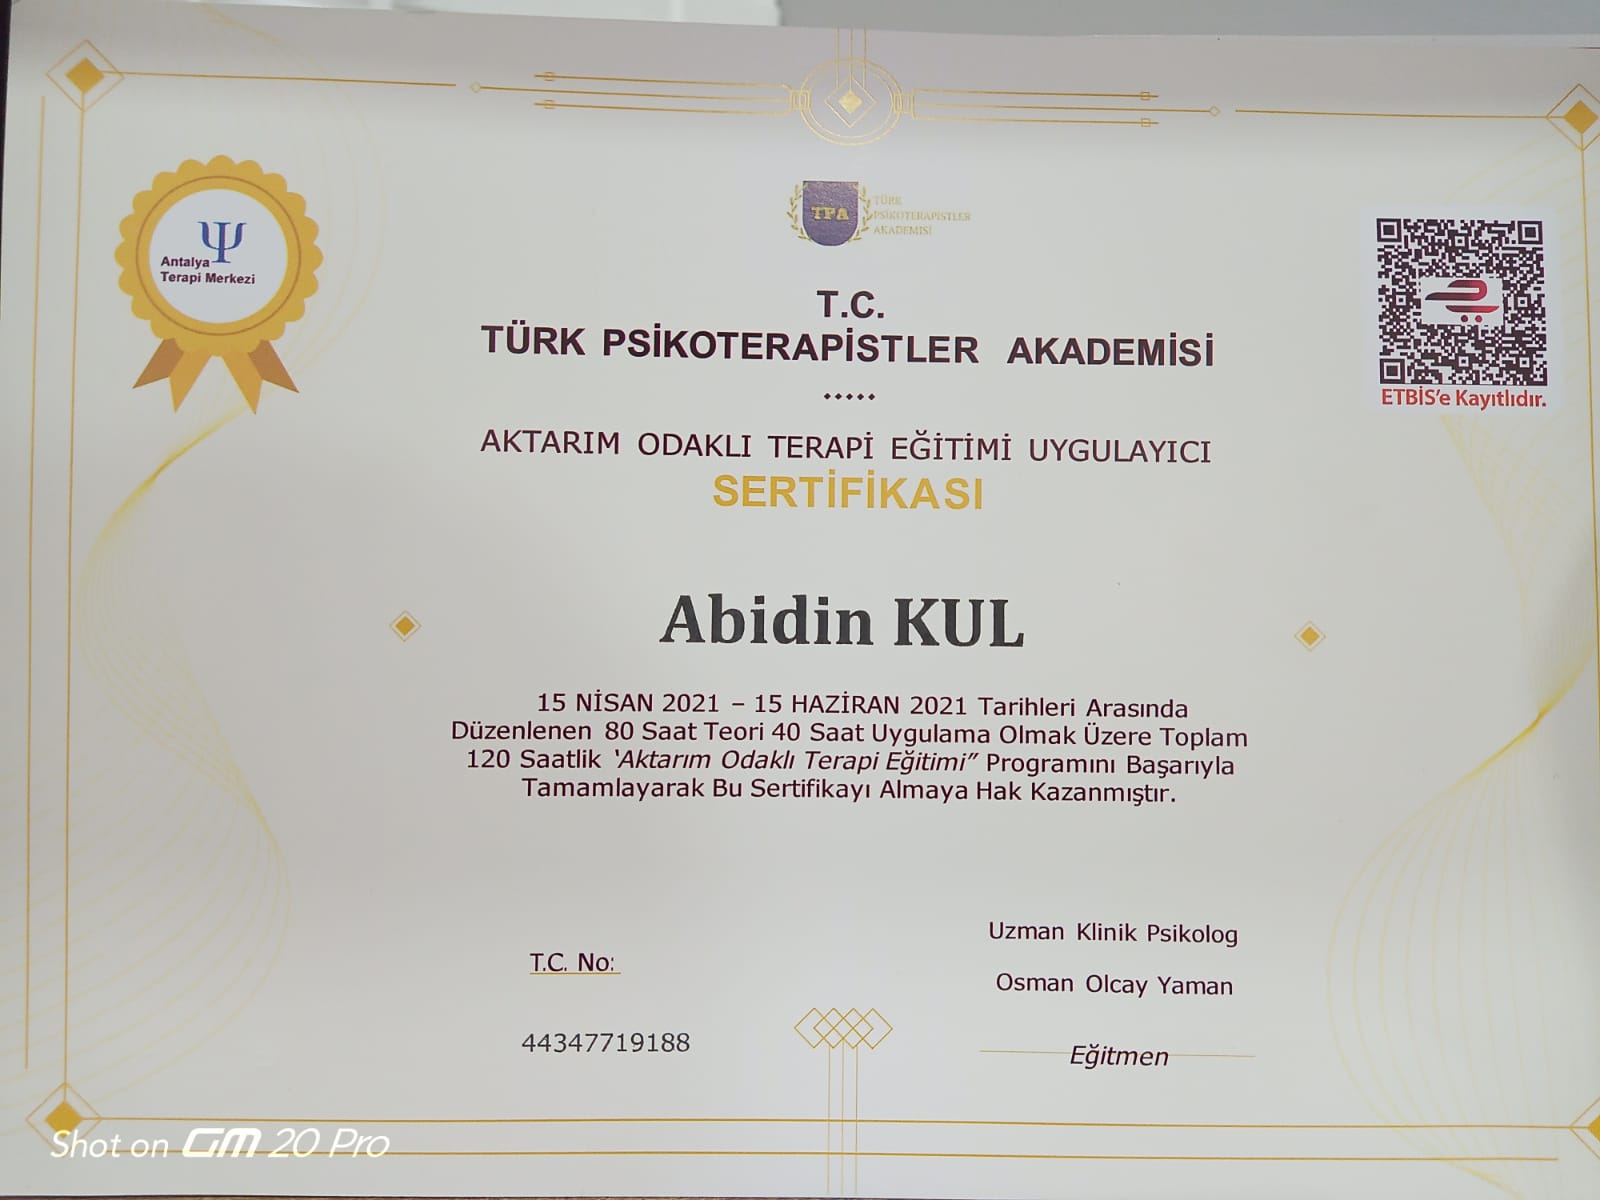 TPA
TÜRK
PSİKOTERAPİSTLER
AKADEMİSİ
Antalya
Terapi Merkezi
T.C.
TÜRK PSİKOTERAPİSTLER AKADEMİSİ
ETBİS'e Kayıtlıdır.
AKTARIM ODAKLI TERAPİ EĞİTİMİ UYGULAYICI
SERTİFİKASI
Abidin KUL
15 NİSAN 2021 – 15 HAZİRAN 2021 Tarihleri Arasında
Düzenlenen 80 Saat Teori 40 Saat Uygulama Olmak Üzere Toplam
120 Saatlik ‘Aktarım Odaklı Terapi Eğitimi” Programını Başarıyla
Tamamlayarak Bu Sertifikayı Almaya Hak Kazanmıştır.
Uzman Klinik Psikolog
T.C. No:
Osman Olcay Yaman
44347719188
Eğitmen
Shot on GM 20 Pro